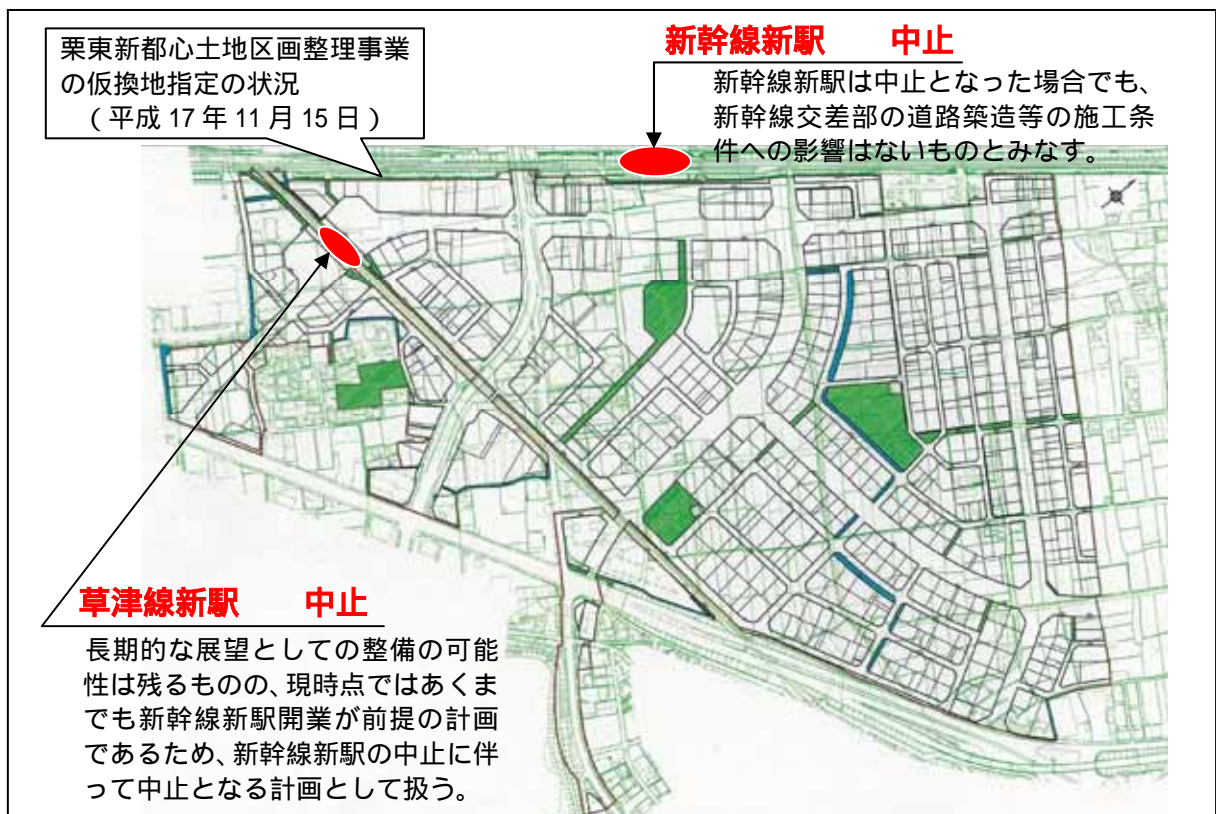 栗東新都心土地区画整理事業
の仮換地指定の状況
（平成 17 年 11 月 15 日）
新幹線新駅　　中止
新幹線新駅は中止となった場合でも、
新幹線交差部の道路築造等の施工条
件への影響はないものとみなす。
草津線新駅　　中止
長期的な展望としての整備の可能
性は残るものの、現時点ではあくま
でも新幹線新駅開業が前提の計画
であるため、新幹線新駅の中止に伴
って中止となる計画として扱う。